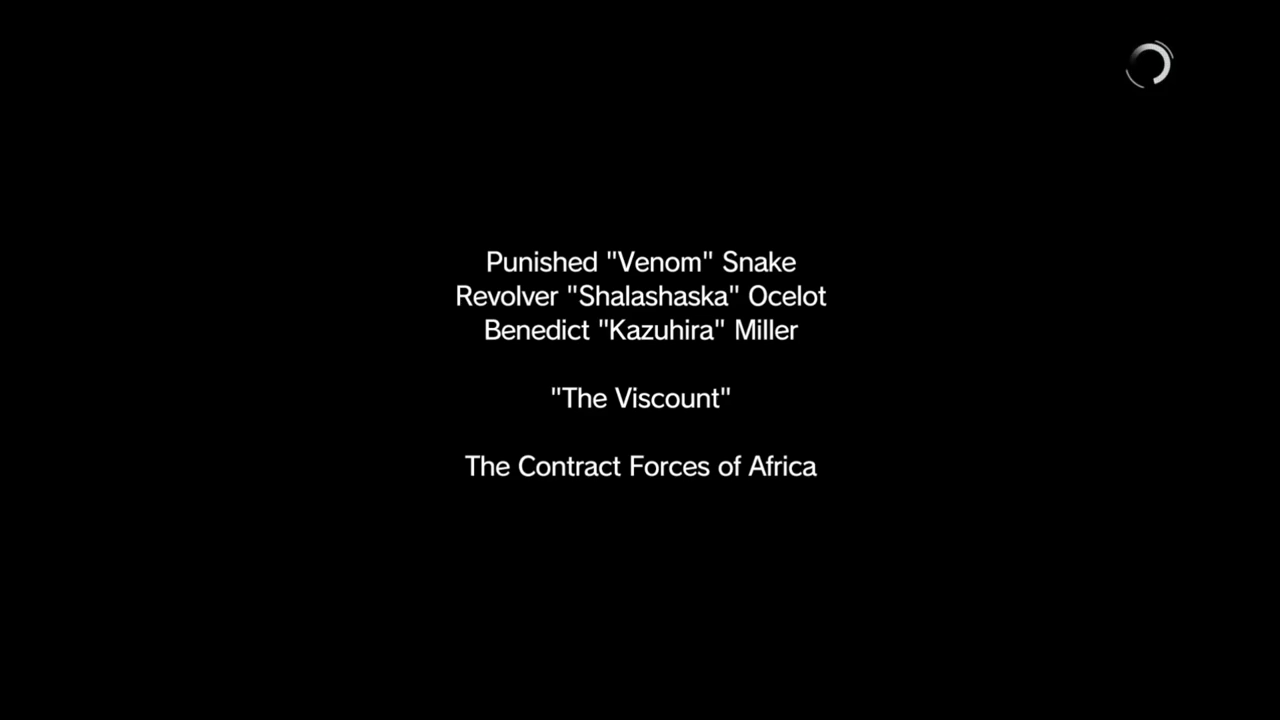 Punished "Venom" Snake
Revolver "Shalashaska" Ocelot
Benedict "Kazuhira" Miller
"The Viscount"
The Contract Forces of Africa